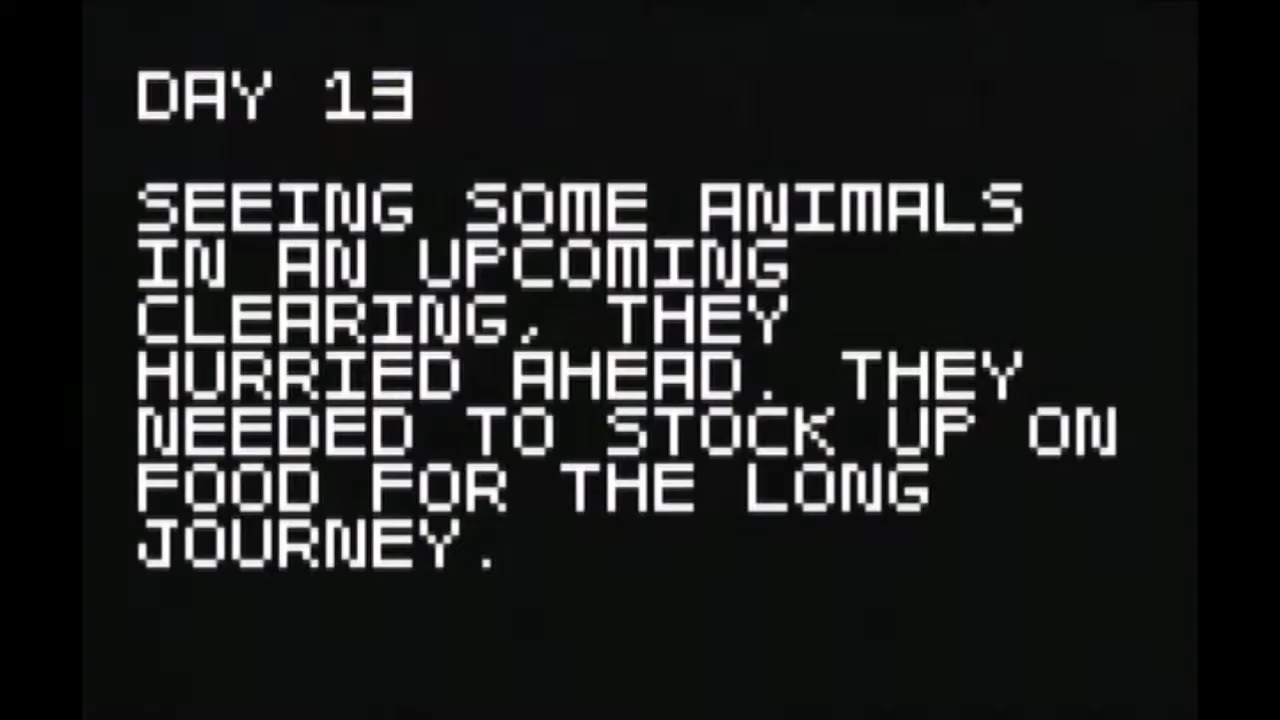 DAY 13
SEEING SOME ANIMALS
IN AN UPCOMING
CLEARING, THEY
HURRIED AHEAD. THEY
NEEDED TO STOCK UP ON
FOOD FOR THE LONG
JOURNEY.